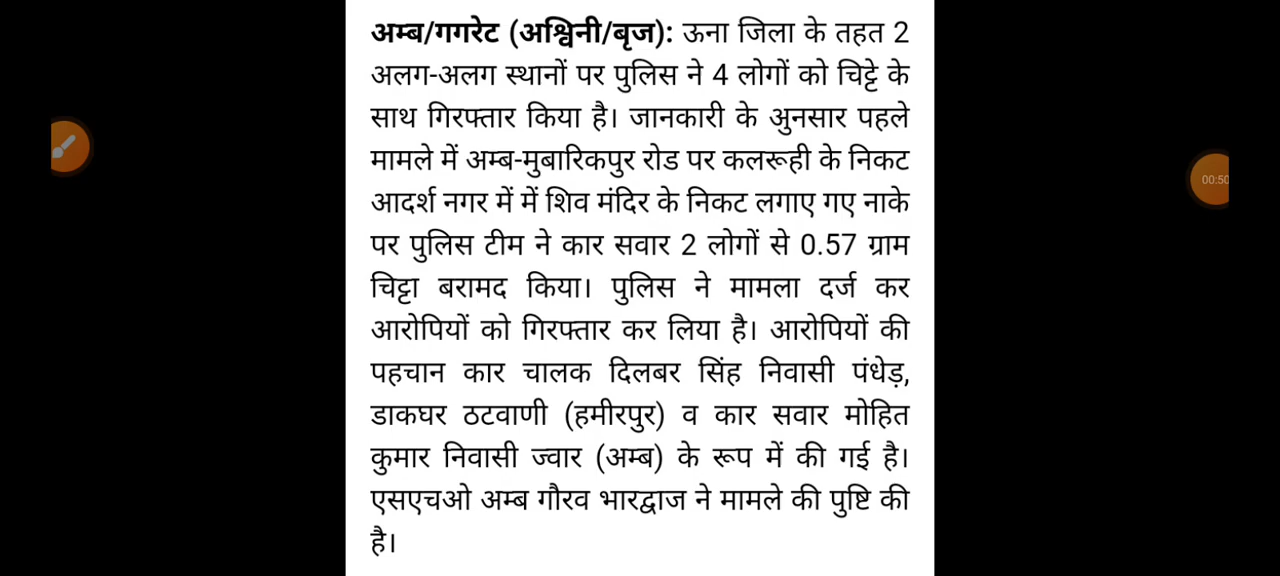 अम्ब/गगरेट (अश्विनी/बृज): ऊना जिला के तहत 2
अलग-अलग स्थानों पर पुलिस ने 4 लोगों को चिट्टे के
साथ गिरफ्तार किया है। जानकारी के अुनसार पहले
मामले में अम्ब-मुबारिकपुर रोड पर कलरूही के निकट
आदर्श नगर में में शिव मंदिर के निकट लगाए गए नाके
पर पुलिस टीम ने कार सवार 2 लोगों से 0.57 ग्राम
चिट्टा बरामद किया। पुलिस ने मामला दर्ज कर
आरोपियों को गिरफ्तार कर लिया है। आरोपियों की
पहचान कार चालक दिलबर सिंह निवासी पंधेड़,
डाकघर ठटवाणी (हमीरपुर) व कार सवार मोहित
कुमार निवासी ज्वार (अम्ब) के रूप में की गई है।
एसएचओ अम्ब गौरव भारद्वाज ने मामले की पुष्टि की
है।
00:50